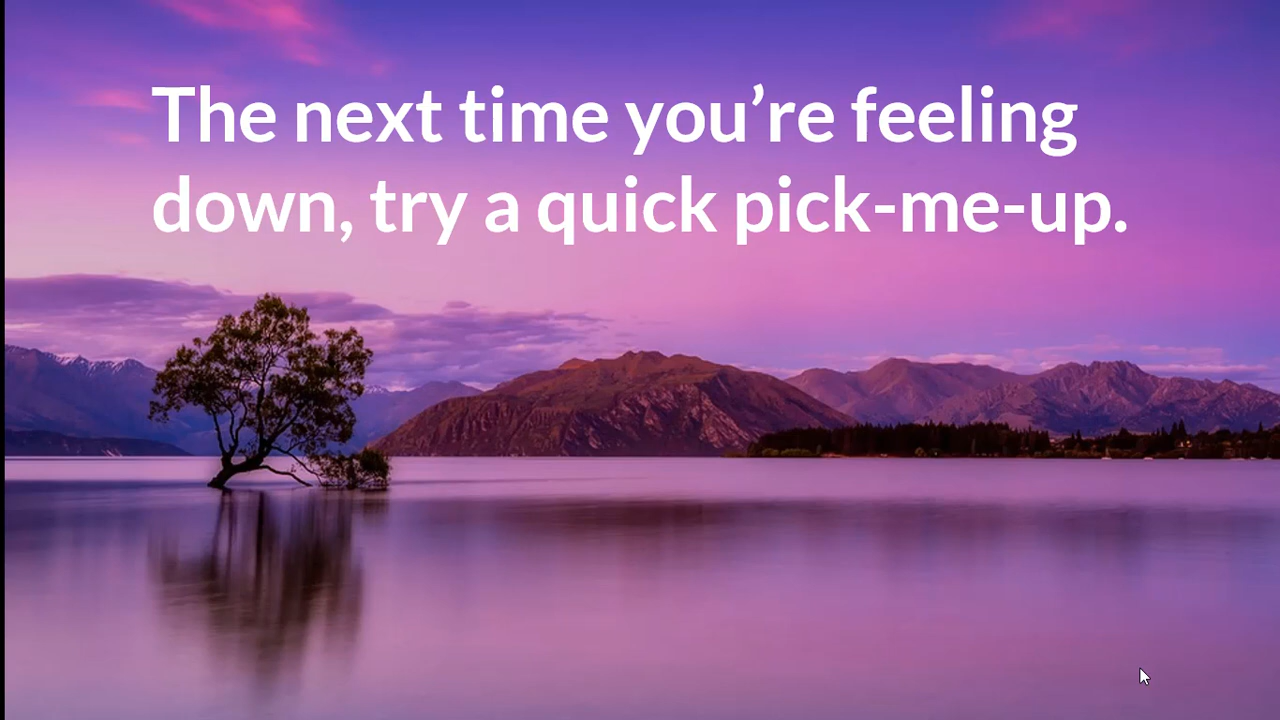 The next time you’re feeling
down, try a quick pick-me-up.